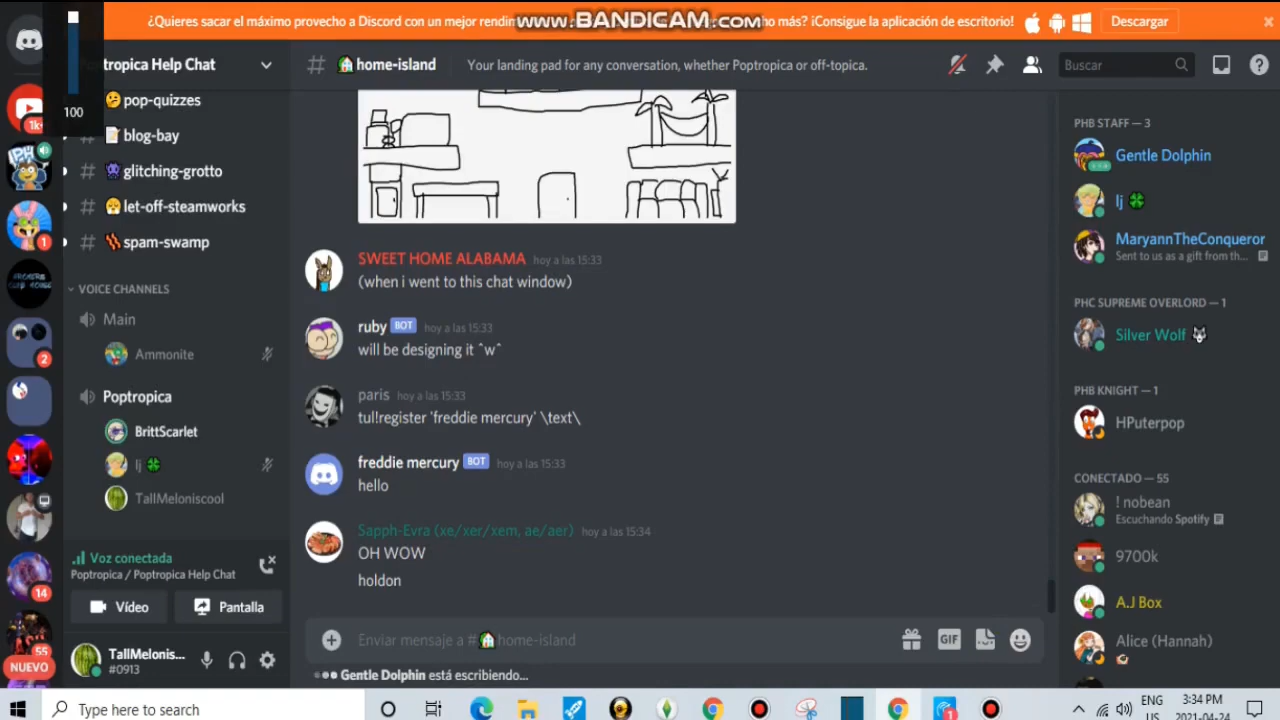 ¿Quieres sacar el máximo provecho a Discord con un mejor rendim
www.BANDICAM.com
ho más? ¡Consigue la aplicación de escritorio!
Descargar
tropica Help Chat
home-island
Your landing pad for any conversation, whether Poptropica or off-topica.
Buscar
100
1k+
pop-quizzes
blog-bay
glitching-grotto
let-off-steamworks
spam-swamp
VOICE CHANNELS
Main
Ammonite
Poptropica
BrittScarlet
lj
TallMeloniscool
Voz conectada
Poptropica / Poptropica Help Chat
Vídeo
Pantalla
TallMelonis...
#0913
1
2
14
55
NUEVO
SWEET HOME ALABAMA hoy a las 15:33
(when i went to this chat window)
ruby BOT hoy a las 15:33
will be designing it ^w^
paris hoy a las 15:33
tul!register 'freddie mercury' \text\
freddie mercury BOT hoy a las 15:33
hello
Sapph-Evra (xe/xer/xem, ae/aer) hoy a las 15:34
OH WOW
holdon
Enviar mensaje a # home-island
GIF
Gentle Dolphin está escribiendo...
PHB STAFF — 3
Gentle Dolphin
lj
MaryannTheConqueror
Sent to us as a gift from th...
PHC SUPREME OVERLORD — 1
Silver Wolf
PHB KNIGHT — 1
HPuterpop
CONECTADO — 55
! nobean
Escuchando Spotify
9700k
A.J Box
Alice (Hannah)
Type here to search
1
ENG
US
3:34 PM
2021-04-24